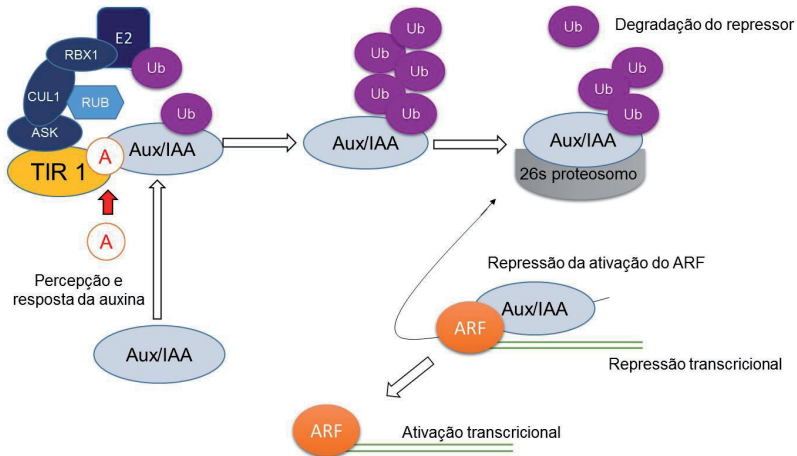 E2
RBX1
Ub
CUL1
RUB
Ub
ASK
A
Aux/IAA
TIR 1
A
Percepção e
resposta da auxina
Aux/IAA
Ub
Ub
Ub
Ub
Ub
Aux/IAA
Ub
Degradação do repressor
Ub
Ub
Ub
Aux/IAA
26s proteosomo
Repressão da ativação do ARF
Aux/IAA
ARF
Repressão transcricional
ARF
Ativação transcricional